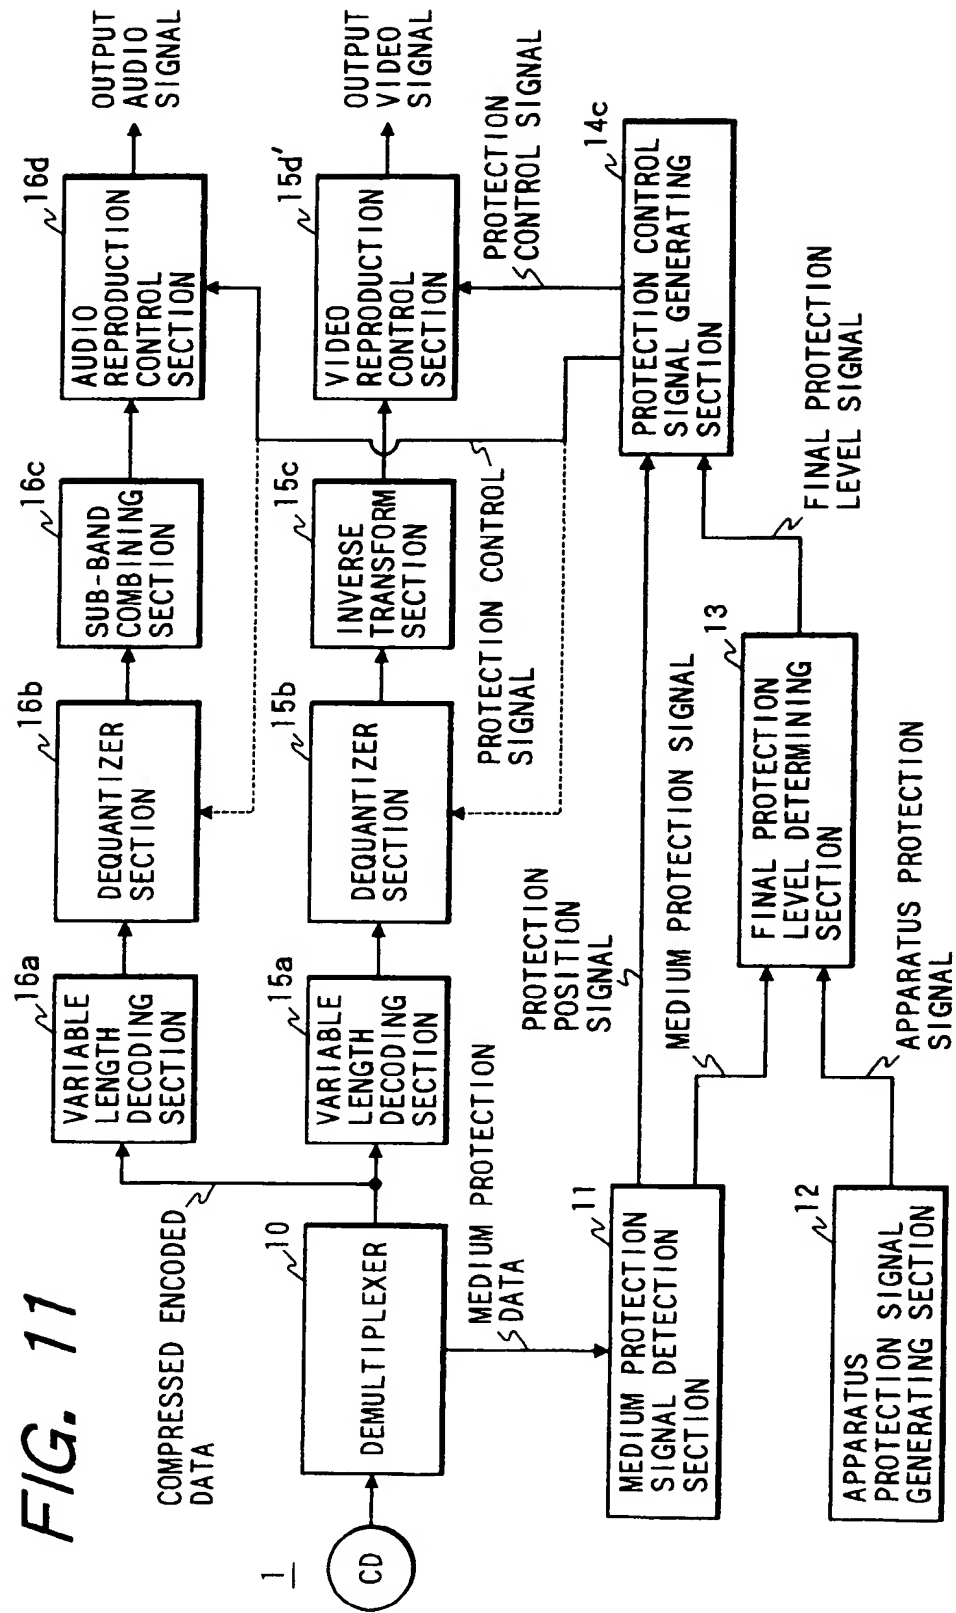 FIG. 11
1
CD
10
DEMULTIPLEXER
COMPRESSED ENCODED
DATA
16a
VARIABLE
LENGTH
DECODING
SECTION
16b
DEQUANTIZER
SECTION
16c
SUB-BAND
COMBINING
SECTION
16d
AUDIO
REPRODUCTION
CONTROL
SECTION
OUTPUT
AUDIO
SIGNAL
15a
VARIABLE
LENGTH
DECODING
SECTION
15b
DEQUANTIZER
SECTION
15c
INVERSE
TRANSFORM
SECTION
15d'
VIDEO
REPRODUCTION
CONTROL
SECTION
OUTPUT
VIDEO
SIGNAL
MEDIUM PROTECTION
DATA
PROTECTION CONTROL
SIGNAL
PROTECTION
CONTROL SIGNAL
PROTECTION
POSITION
SIGNAL
14c
PROTECTION CONTROL
SIGNAL GENERATING
SECTION
11
MEDIUM PROTECTION
SIGNAL DETECTION
SECTION
MEDIUM PROTECTION SIGNAL
13
FINAL PROTECTION
LEVEL DETERMINING
SECTION
FINAL PROTECTION
LEVEL SIGNAL
12
APPARATUS
PROTECTION SIGNAL
GENERATING SECTION
APPARATUS PROTECTION
SIGNAL